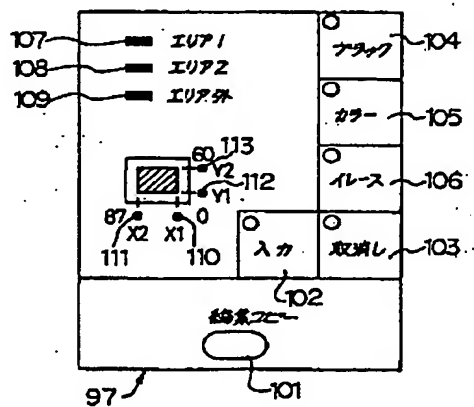 107 エリア1
108 エリア2
109 エリア外
ブラック 104
カラー 105
イレース 106
取消し 103
入力 102
60 113
Y2
112
Y1
87 0
X2 X1
111 110
編集コピー
101
97